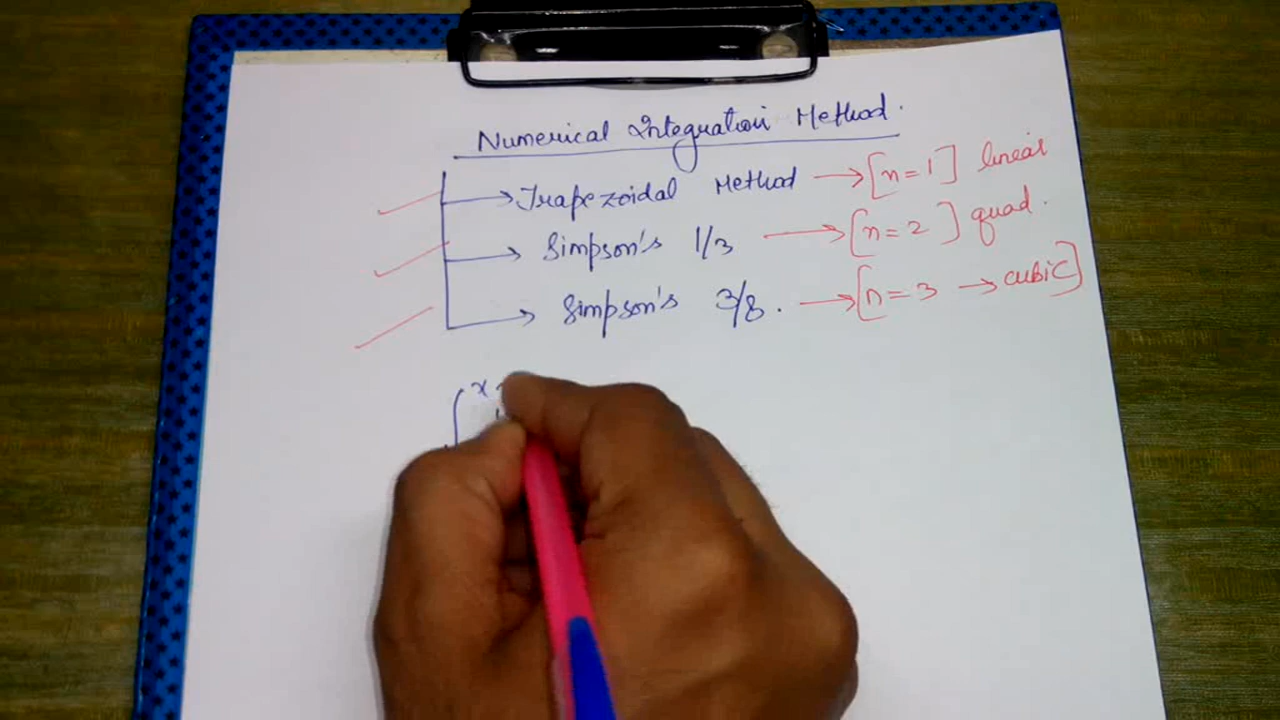 Numerical Integration Method.
→ Trapezoidal Method → [n=1] linear
→ Simpson's 1/3 → [n=2] quad.
→ Simpson's 3/8. → [n=3 → cubic]
∫ x